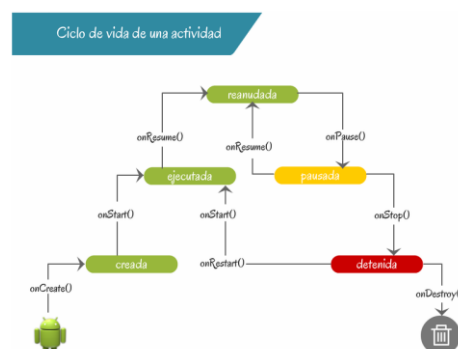 Ciclo de vida de una actividad
reanudada
onResume()
onResume()
onPause()
ejecutada
pausada
onStart()
onStart()
onStop()
creada
onRestart()
detenida
onCreate()
onDestroy()